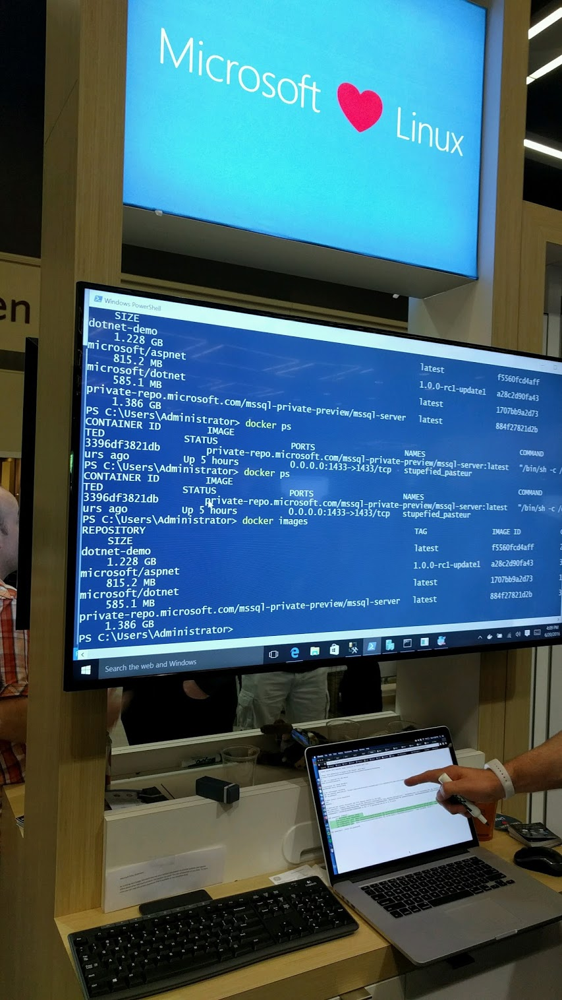 Microsoft ❤ Linux
en
Windows PowerShell
SIZE
dotnet-demo latest f5560fcd4aff
1.228 GB
microsoft/aspnet 1.0.0-rc1-update1 a28c2d90fa43
815.2 MB
microsoft/dotnet latest 1707bb9a2d73
585.1 MB
private-repo.microsoft.com/mssql-private-preview/mssql-server latest 884f27821d2b
1.386 GB
PS C:\Users\Administrator> docker ps
CONTAINER ID IMAGE COMMAND
TED STATUS PORTS NAMES
3396df3821db private-repo.microsoft.com/mssql-private-preview/mssql-server:latest "/bin/sh -c /
urs ago Up 5 hours 0.0.0.0:1433->1433/tcp stupefied_pasteur
PS C:\Users\Administrator> docker ps
CONTAINER ID IMAGE COMMAND
TED STATUS PORTS NAMES
3396df3821db private-repo.microsoft.com/mssql-private-preview/mssql-server:latest "/bin/sh -c /
urs ago Up 5 hours 0.0.0.0:1433->1433/tcp stupefied_pasteur
PS C:\Users\Administrator> docker images
REPOSITORY TAG IMAGE ID
SIZE
dotnet-demo latest f5560fcd4aff
1.228 GB
microsoft/aspnet 1.0.0-rc1-update1 a28c2d90fa43
815.2 MB
microsoft/dotnet latest 1707bb9a2d73
585.1 MB
private-repo.microsoft.com/mssql-private-preview/mssql-server latest 884f27821d2b
1.386 GB
PS C:\Users\Administrator>
Search the web and Windows
4:09 PM
6/20/2016
Logitech